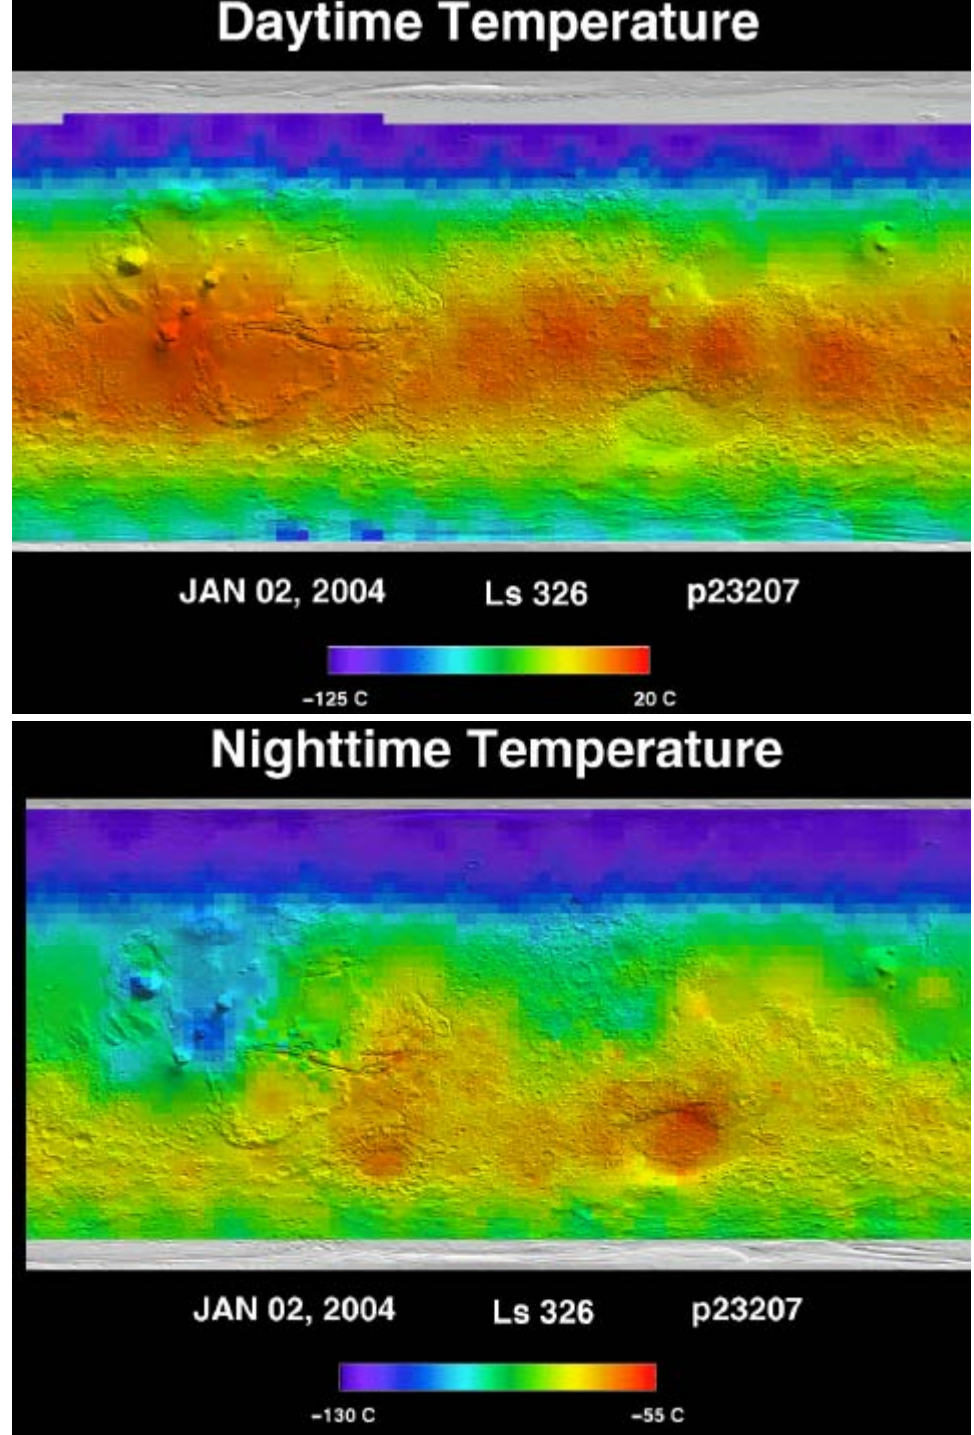 Daytime Temperature
JAN 02, 2004 Ls 326 p23207
−125 C 20 C
Nighttime Temperature
JAN 02, 2004 Ls 326 p23207
−130 C −55 C